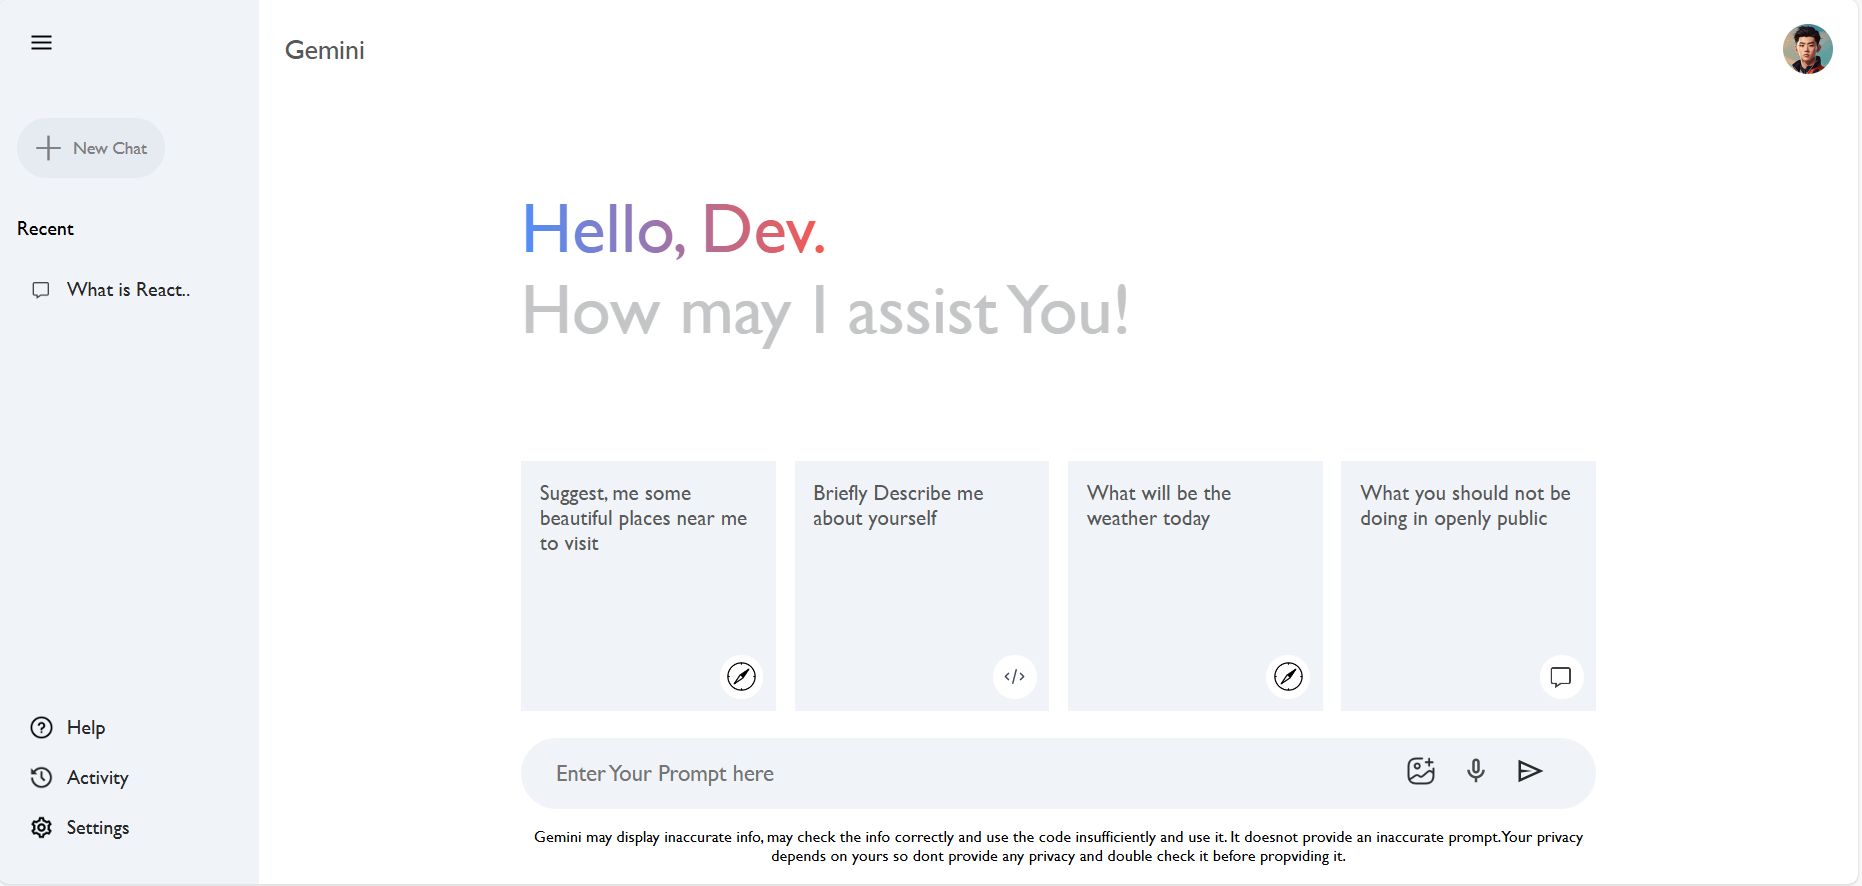 Gemini
New Chat
Recent
What is React..
Hello, Dev.
How may I assist You!
Suggest, me some
beautiful places near me
to visit
Briefly Describe me
about yourself
What will be the
weather today
What you should not be
doing in openly public
Enter Your Prompt here
Gemini may display inaccurate info, may check the info correctly and use the code insufficiently and use it. It doesnot provide an inaccurate prompt.Your privacy
depends on yours so dont provide any privacy and double check it before propviding it.
Help
Activity
Settings